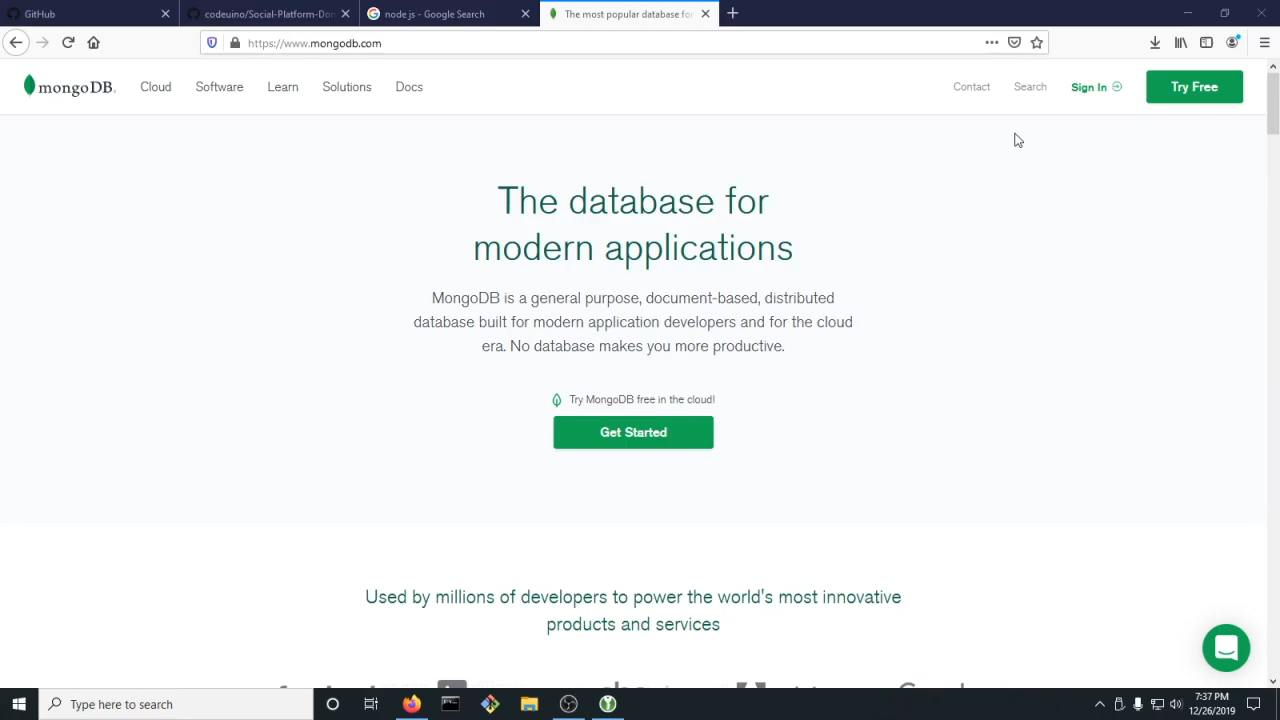 GitHub
codeuino/Social-Platform-Don
node js - Google Search
The most popular database for
https://www.mongodb.com
mongoDB.
Cloud
Software
Learn
Solutions
Docs
Contact
Search
Sign In
Try Free
The database for
modern applications
MongoDB is a general purpose, document-based, distributed
database built for modern application developers and for the cloud
era. No database makes you more productive.
Try MongoDB free in the cloud!
Get Started
Used by millions of developers to power the world's most innovative
products and services
Type here to search
7:37 PM
12/26/2019